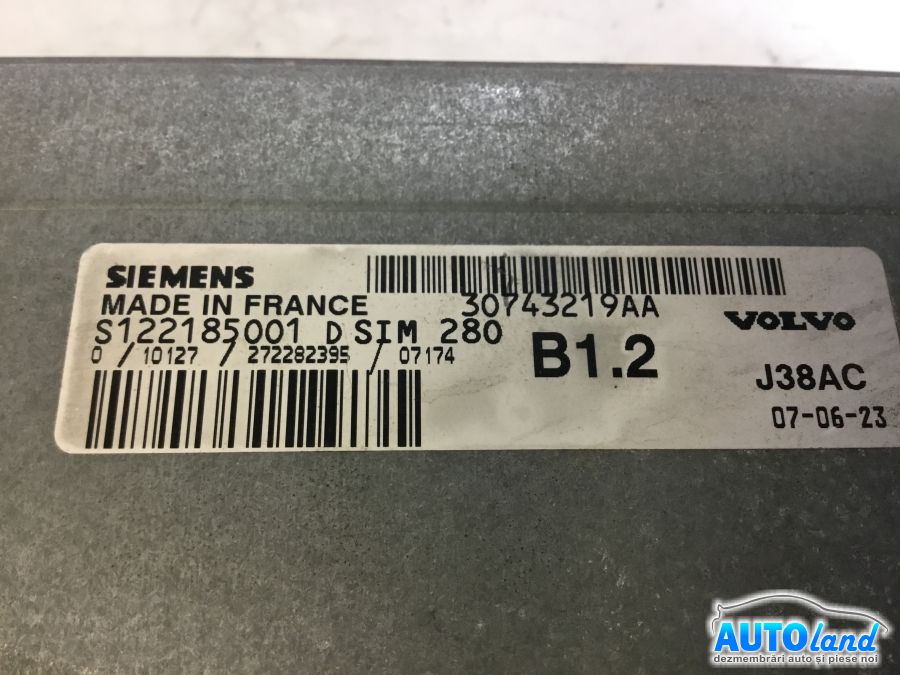 SIEMENS
MADE IN FRANCE
30743219AA
S122185001 D SIM 280
0 / 10127 / 272282395 / 07174
B1.2
VOLVO
J38AC
07-06-23
AUTOland
dezmembrări auto și piese noi